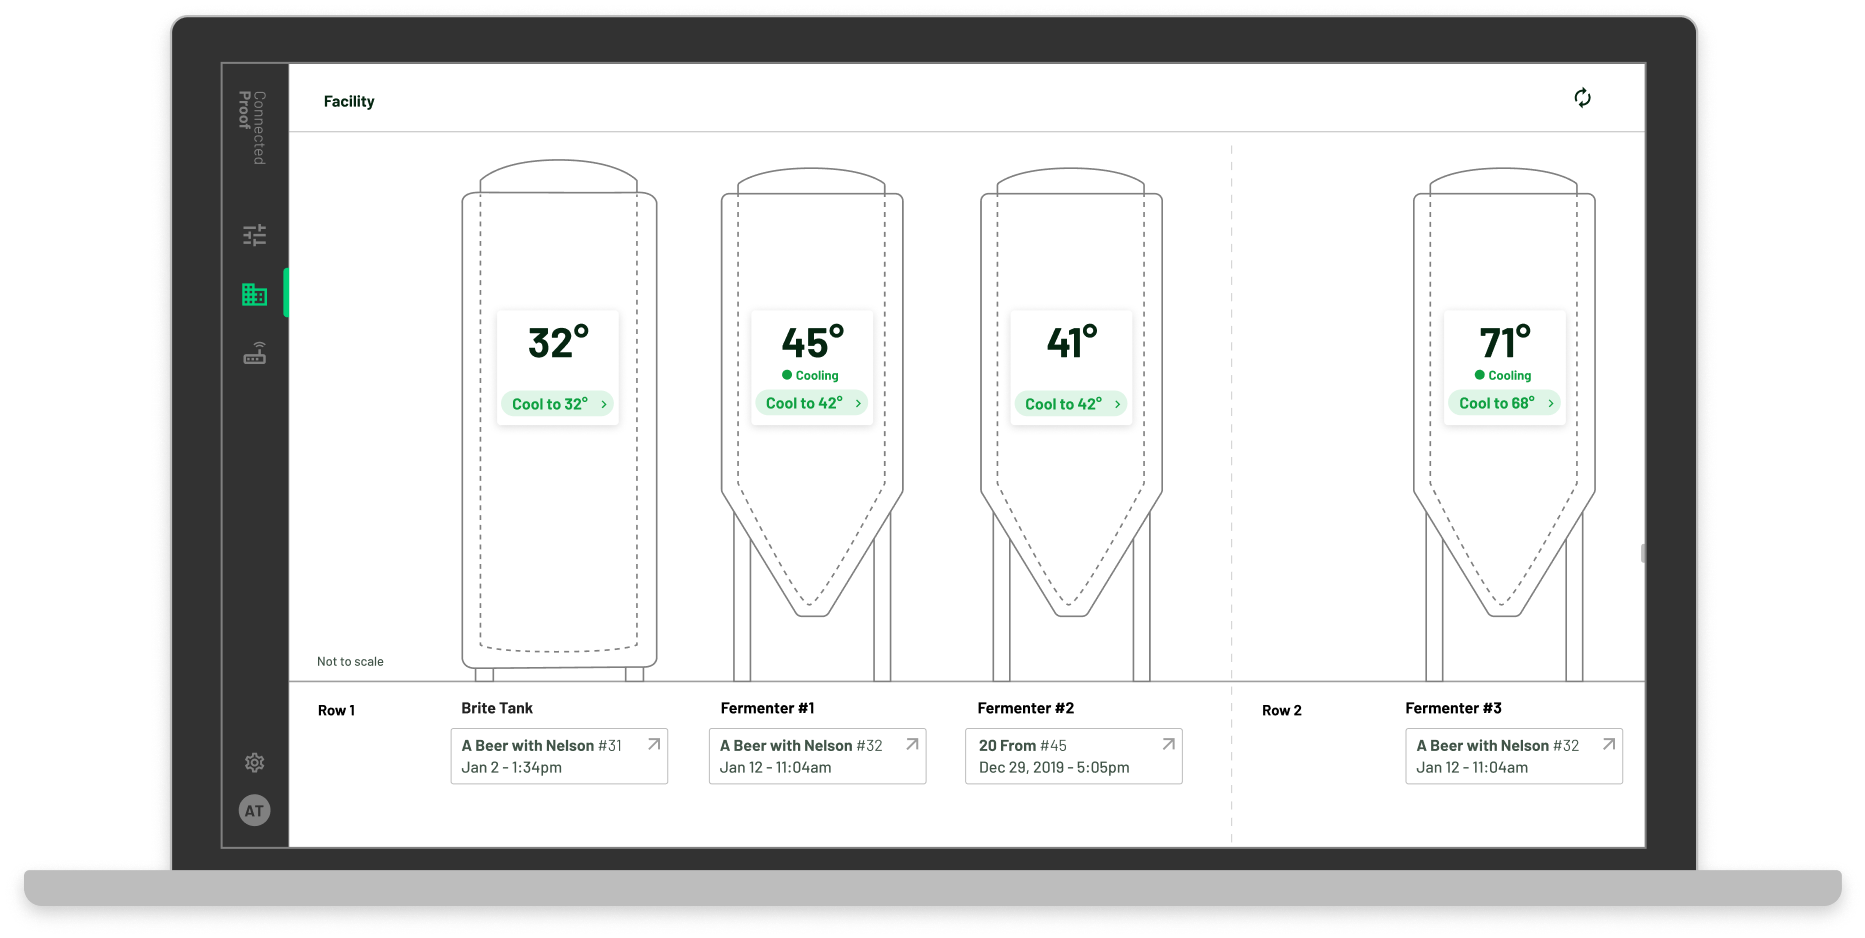 Connected
Proof
Facility
32°
Cool to 32° >
45°
Cooling
Cool to 42° >
41°
Cool to 42° >
71°
Cooling
Cool to 68° >
Not to scale
Row 1
Brite Tank
A Beer with Nelson #31
Jan 2 - 1:34pm
Fermenter #1
A Beer with Nelson #32
Jan 12 - 11:04am
Fermenter #2
20 From #45
Dec 29, 2019 - 5:05pm
Row 2
Fermenter #3
A Beer with Nelson #32
Jan 12 - 11:04am
AT